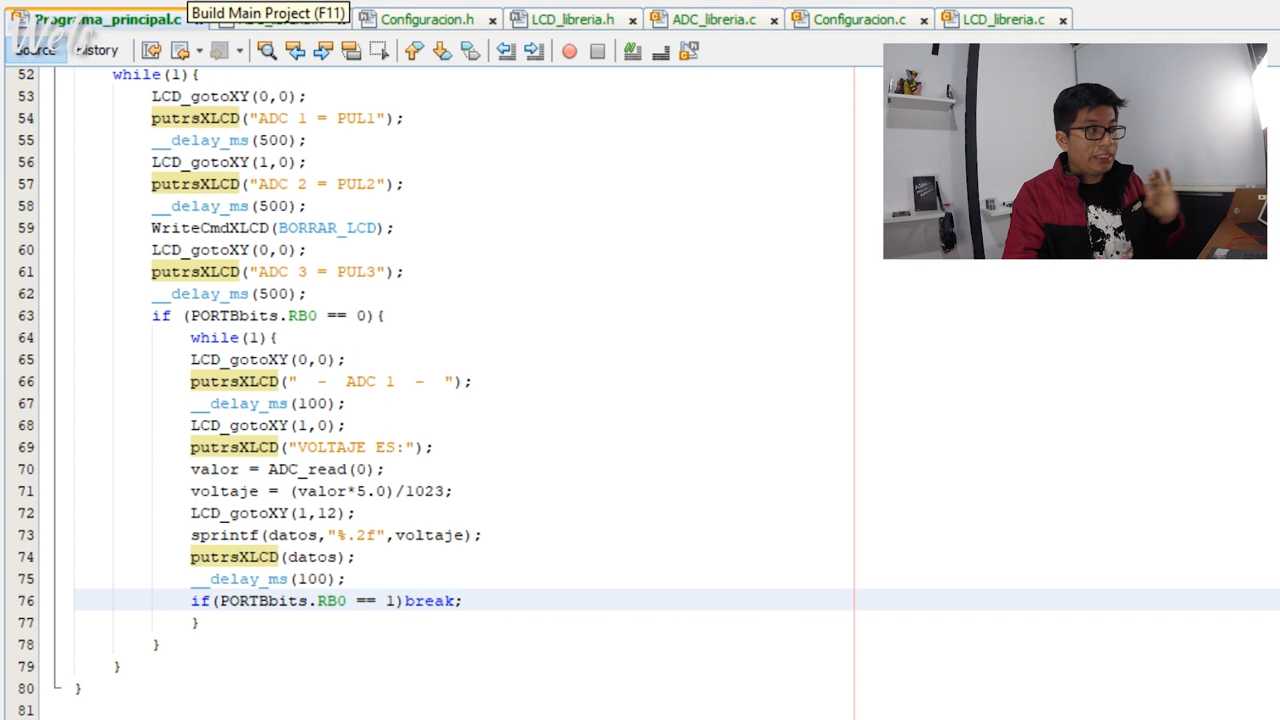 Programa_principal.c
Build Main Project (F11)
Configuracion.h
LCD_libreria.h
ADC_libreria.c
Configuracion.c
LCD_libreria.c
Source
History
52 while(1){
53 LCD_gotoXY(0,0);
54 putrsXLCD("ADC 1 = PUL1");
55 __delay_ms(500);
56 LCD_gotoXY(1,0);
57 putrsXLCD("ADC 2 = PUL2");
58 __delay_ms(500);
59 WriteCmdXLCD(BORRAR_LCD);
60 LCD_gotoXY(0,0);
61 putrsXLCD("ADC 3 = PUL3");
62 __delay_ms(500);
63 if (PORTBbits.RB0 == 0){
64 while(1){
65 LCD_gotoXY(0,0);
66 putrsXLCD("  -  ADC 1  -  ");
67 __delay_ms(100);
68 LCD_gotoXY(1,0);
69 putrsXLCD("VOLTAJE ES:");
70 valor = ADC_read(0);
71 voltaje = (valor*5.0)/1023;
72 LCD_gotoXY(1,12);
73 sprintf(datos,"%.2f",voltaje);
74 putrsXLCD(datos);
75 __delay_ms(100);
76 if(PORTBbits.RB0 == 1)break;
77 }
78 }
79 }
80 }
81